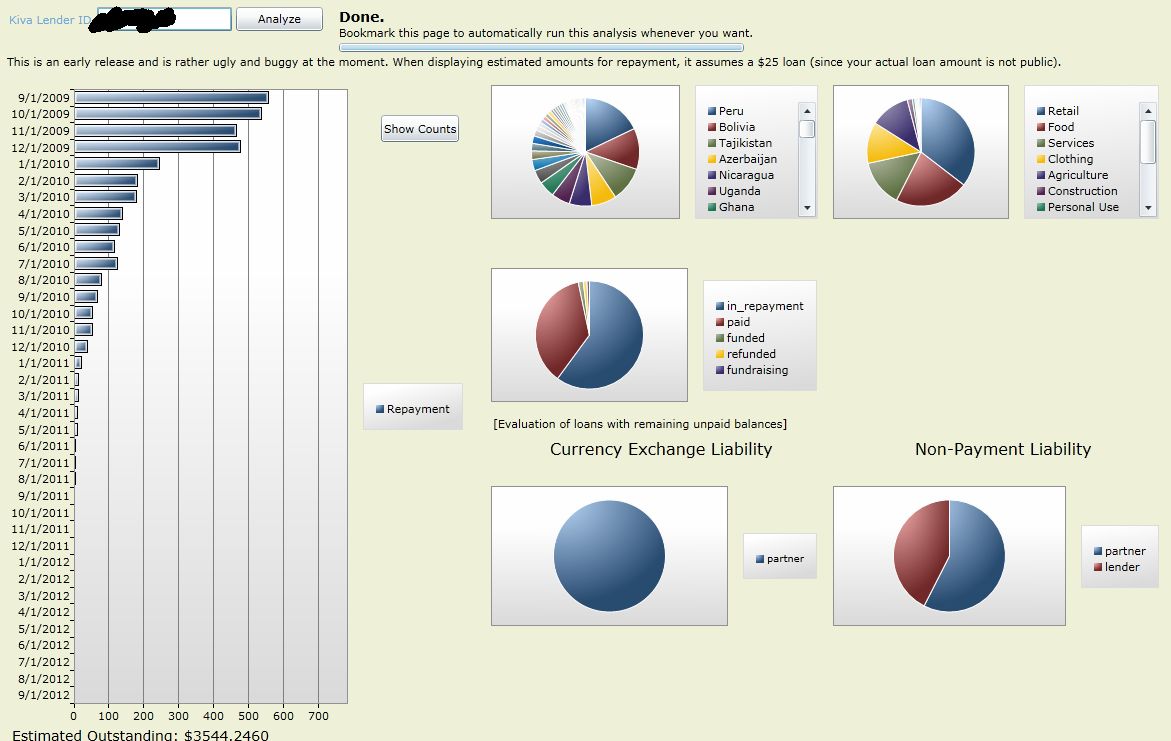 Kiva Lender ID
Analyze
Done.
Bookmark this page to automatically run this analysis whenever you want.
This is an early release and is rather ugly and buggy at the moment. When displaying estimated amounts for repayment, it assumes a $25 loan (since your actual loan amount is not public).
9/1/2009
10/1/2009
11/1/2009
12/1/2009
1/1/2010
2/1/2010
3/1/2010
4/1/2010
5/1/2010
6/1/2010
7/1/2010
8/1/2010
9/1/2010
10/1/2010
11/1/2010
12/1/2010
1/1/2011
2/1/2011
3/1/2011
4/1/2011
5/1/2011
6/1/2011
7/1/2011
8/1/2011
9/1/2011
10/1/2011
11/1/2011
12/1/2011
1/1/2012
2/1/2012
3/1/2012
4/1/2012
5/1/2012
6/1/2012
7/1/2012
8/1/2012
9/1/2012
0 100 200 300 400 500 600 700
Estimated Outstanding: $3544.2460
Repayment
Show Counts
Peru
Bolivia
Tajikistan
Azerbaijan
Nicaragua
Uganda
Ghana
Retail
Food
Services
Clothing
Agriculture
Construction
Personal Use
in_repayment
paid
funded
refunded
fundraising
[Evaluation of loans with remaining unpaid balances]
Currency Exchange Liability
partner
Non-Payment Liability
partner
lender